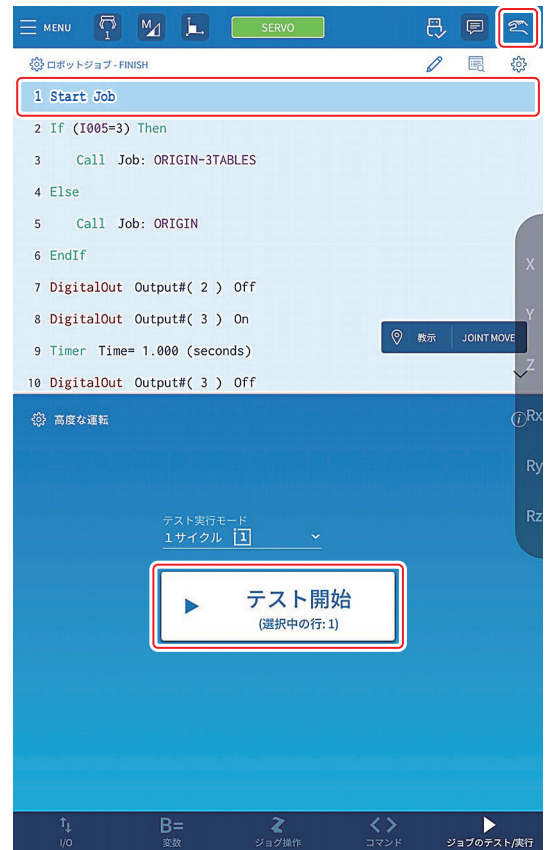 MENU 1 M SERVO
ロボットジョブ - FINISH
1 Start Job
2 If (I005=3) Then
3 Call Job: ORIGIN-3TABLES
4 Else
5 Call Job: ORIGIN
6 EndIf
7 DigitalOut Output#( 2 ) Off
8 DigitalOut Output#( 3 ) On
9 Timer Time= 1.000 (seconds)
10 DigitalOut Output#( 3 ) Off
教示 JOINT MOVE
X
Y
Z
Rx
Ry
Rz
高度な運転
テスト実行モード
1サイクル 1
テスト開始
(選択中の行: 1)
I/O
B=
変数
ジョグ操作
コマンド
ジョブのテスト/実行